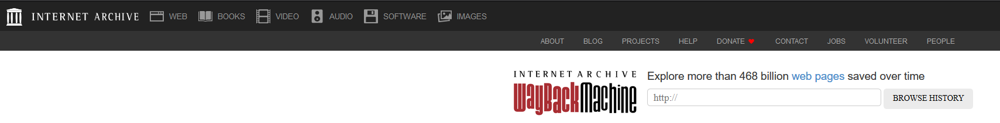 INTERNET ARCHIVE WEB BOOKS VIDEO AUDIO SOFTWARE IMAGES
ABOUT BLOG PROJECTS HELP DONATE CONTACT JOBS VOLUNTEER PEOPLE
INTERNET ARCHIVE
WayBackMachine
Explore more than 468 billion web pages saved over time
http:// BROWSE HISTORY